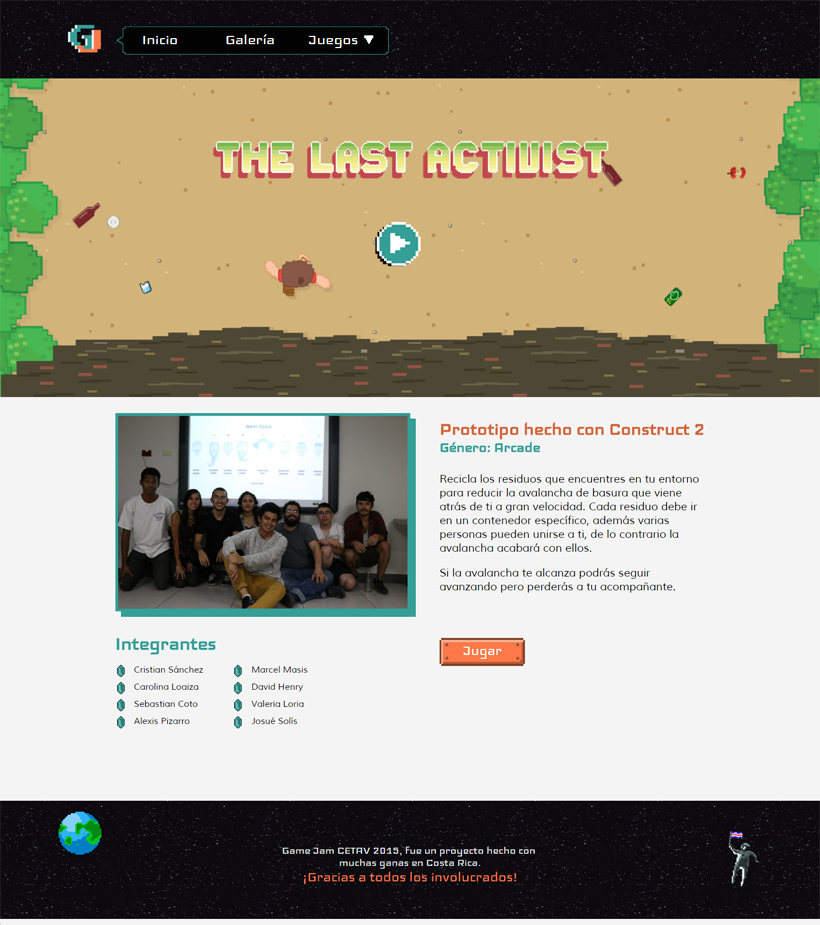 Inicio
Galería
Juegos
THE LAST ACTIVIST
Prototipo hecho con Construct 2
Género: Arcade
Recicla los residuos que encuentres en tu entorno
para reducir la avalancha de basura que viene
atrás de ti a gran velocidad. Cada residuo debe ir
en un contenedor específico, además varias
personas pueden unirse a ti, de lo contrario la
avalancha acabará con ellos.
Si la avalancha te alcanza podrás seguir
avanzando pero perderás a tu acompañante.
Jugar
Integrantes
Cristian Sánchez
Marcel Masis
Carolina Loaiza
David Henry
Sebastian Coto
Valeria Loria
Alexis Pizarro
Josué Solís
Game Jam CETAV 2015, fue un proyecto hecho con
muchas ganas en Costa Rica.
¡Gracias a todos los involucrados!